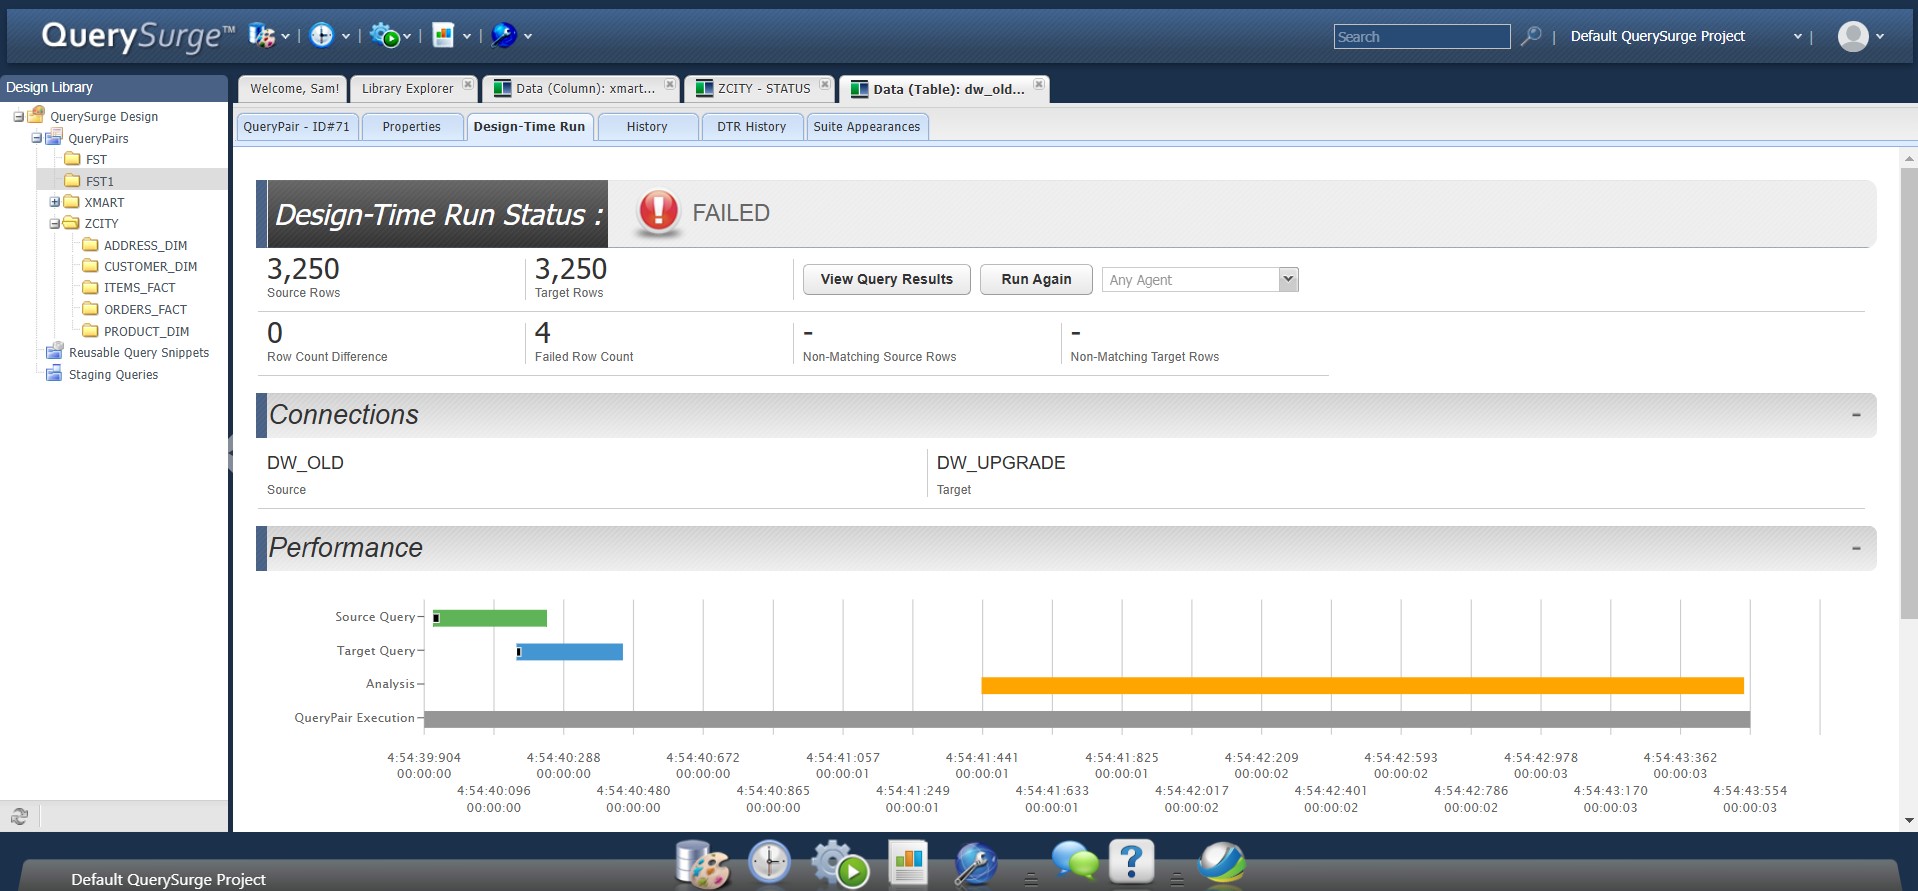 QuerySurge™
Search
Default QuerySurge Project
Design Library
QuerySurge Design
QueryPairs
FST
FST1
XMART
ZCITY
ADDRESS_DIM
CUSTOMER_DIM
ITEMS_FACT
ORDERS_FACT
PRODUCT_DIM
Reusable Query Snippets
Staging Queries
Welcome, Sam!
Library Explorer
Data (Column): xmart...
ZCITY - STATUS
Data (Table): dw_old...
QueryPair - ID#71
Properties
Design-Time Run
History
DTR History
Suite Appearances
Design-Time Run Status :
FAILED
3,250
Source Rows
3,250
Target Rows
View Query Results
Run Again
Any Agent
0
Row Count Difference
4
Failed Row Count
-
Non-Matching Source Rows
-
Non-Matching Target Rows
Connections
-
DW_OLD
Source
DW_UPGRADE
Target
Performance
-
Source Query
Target Query
Analysis
QueryPair Execution
4:54:39:904 4:54:40:288 4:54:40:672 4:54:41:057 4:54:41:441 4:54:41:825 4:54:42:209 4:54:42:593 4:54:42:978 4:54:43:362
00:00:00 00:00:00 00:00:00 00:00:01 00:00:01 00:00:01 00:00:02 00:00:02 00:00:03 00:00:03
4:54:40:096 4:54:40:480 4:54:40:865 4:54:41:249 4:54:41:633 4:54:42:017 4:54:42:401 4:54:42:786 4:54:43:170 4:54:43:554
00:00:00 00:00:00 00:00:00 00:00:01 00:00:01 00:00:02 00:00:02 00:00:02 00:00:03 00:00:03
Default QuerySurge Project